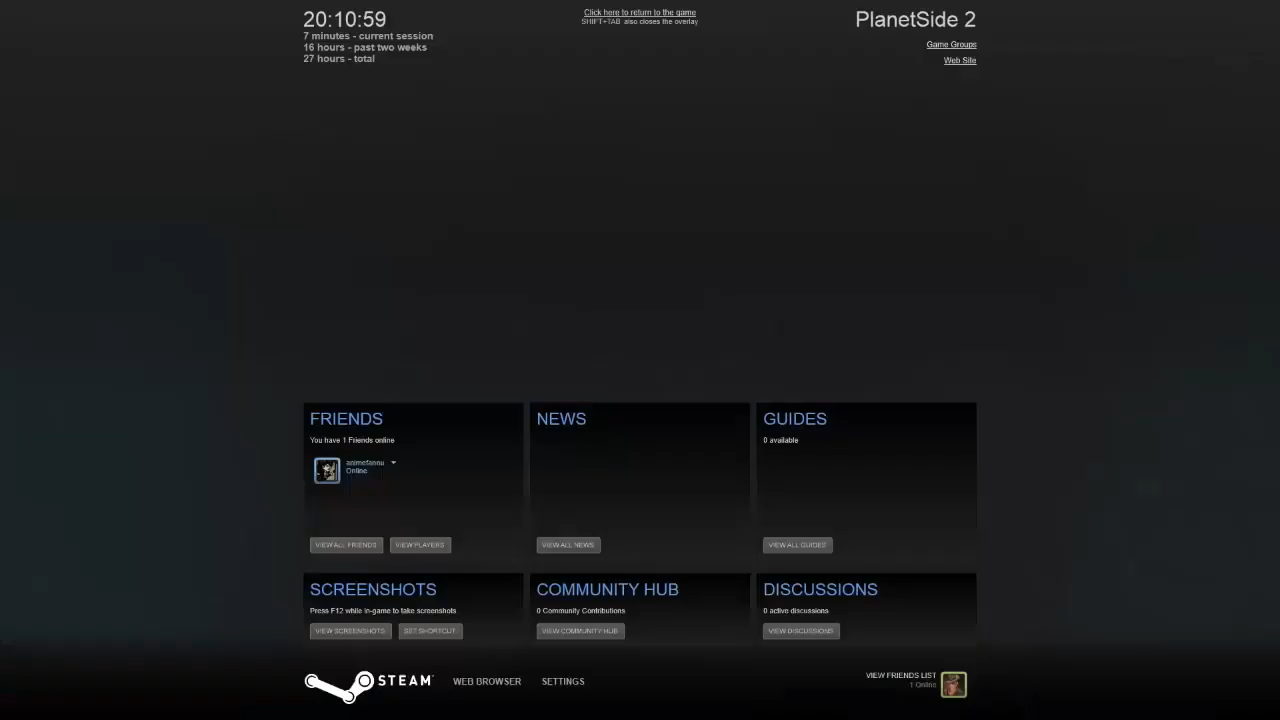 20:10:59
7 minutes - current session
16 hours - past two weeks
27 hours - total
Click here to return to the game
SHIFT+TAB also closes the overlay
PlanetSide 2
Game Groups
Web Site
FRIENDS
You have 1 Friends online
Online
VIEW ALL FRIENDS
VIEW PLAYERS
NEWS
VIEW ALL NEWS
GUIDES
0 available
VIEW ALL GUIDES
SCREENSHOTS
Press F12 while in-game to take screenshots
VIEW SCREENSHOTS
SET SHORTCUT
COMMUNITY HUB
0 Community Contributions
VIEW COMMUNITY HUB
DISCUSSIONS
0 active discussions
VIEW DISCUSSIONS
STEAM
WEB BROWSER
SETTINGS
VIEW FRIENDS LIST
1 Online